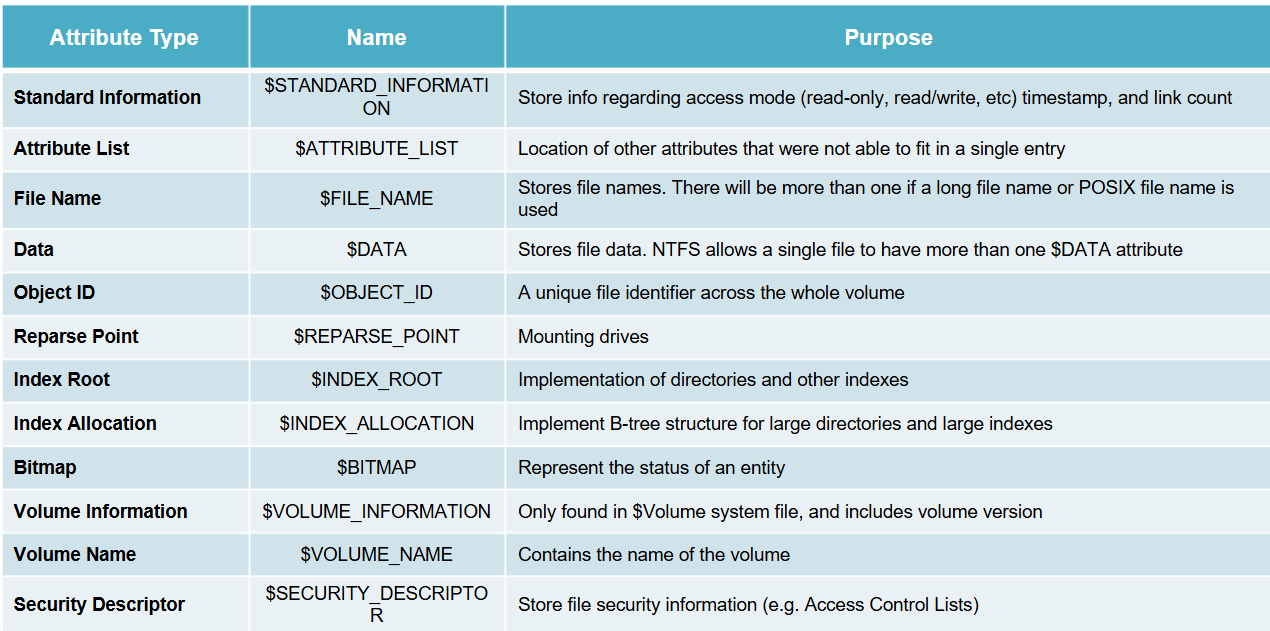 Attribute Type Name Purpose
Standard Information $STANDARD_INFORMATI
ON Store info regarding access mode (read-only, read/write, etc) timestamp, and link count
Attribute List $ATTRIBUTE_LIST Location of other attributes that were not able to fit in a single entry
File Name $FILE_NAME Stores file names. There will be more than one if a long file name or POSIX file name is
used
Data $DATA Stores file data. NTFS allows a single file to have more than one $DATA attribute
Object ID $OBJECT_ID A unique file identifier across the whole volume
Reparse Point $REPARSE_POINT Mounting drives
Index Root $INDEX_ROOT Implementation of directories and other indexes
Index Allocation $INDEX_ALLOCATION Implement B-tree structure for large directories and large indexes
Bitmap $BITMAP Represent the status of an entity
Volume Information $VOLUME_INFORMATION Only found in $Volume system file, and includes volume version
Volume Name $VOLUME_NAME Contains the name of the volume
Security Descriptor $SECURITY_DESCRIPTO
R Store file security information (e.g. Access Control Lists)